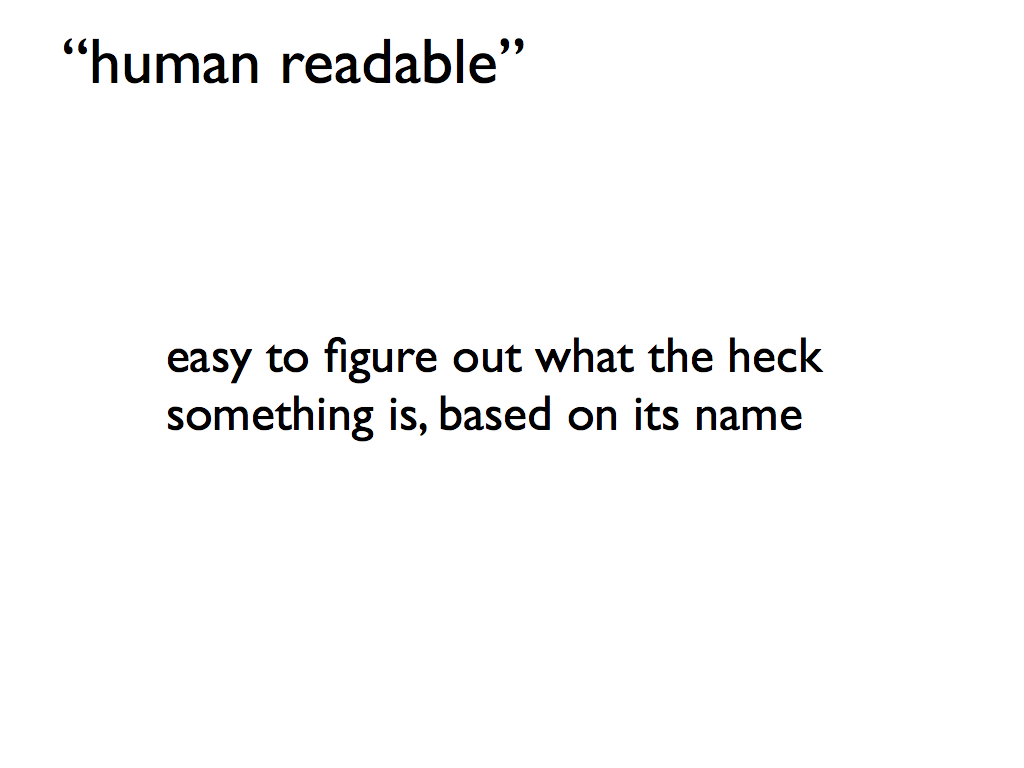 “human readable”
easy to figure out what the heck
something is, based on its name